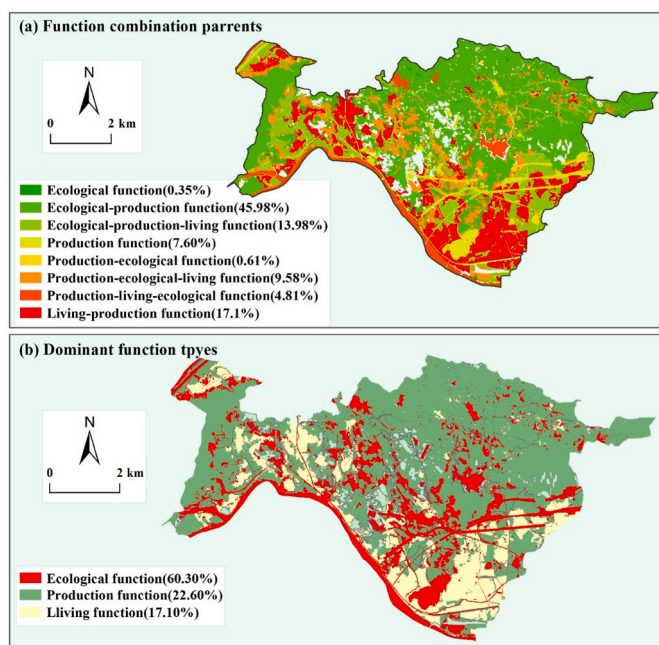 (a) Function combination parrents
N
0 2 km
Ecological function(0.35%)
Ecological-production function(45.98%)
Ecological-production-living function(13.98%)
Production function(7.60%)
Production-ecological function(0.61%)
Production-ecological-living function(9.58%)
Production-living-ecological function(4.81%)
Living-production function(17.1%)
(b) Dominant function tpyes
N
0 2 km
Ecological function(60.30%)
Production function(22.60%)
Lliving function(17.10%)